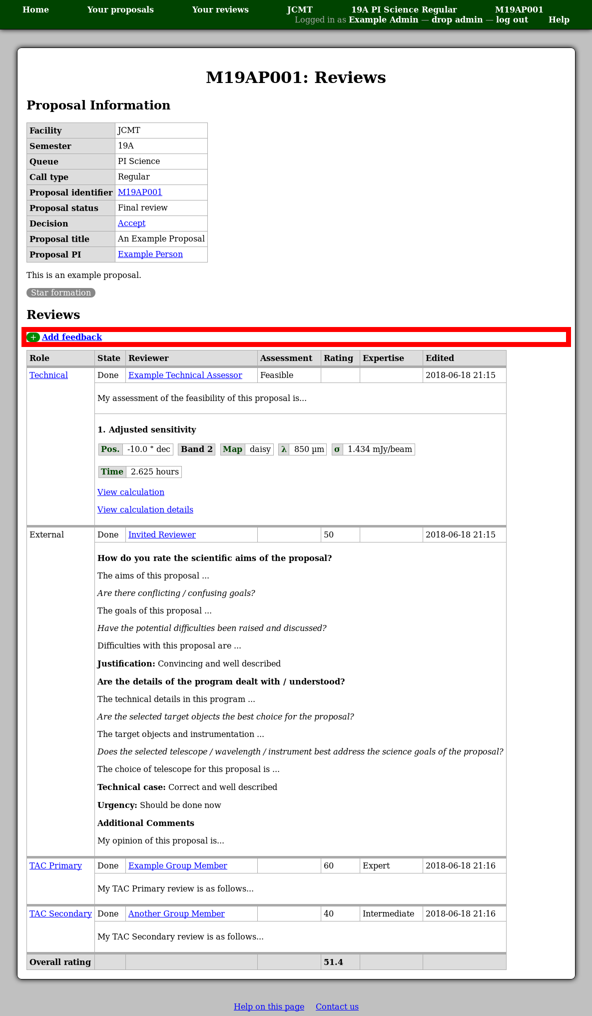 Home Your proposals Your reviews JCMT 19A PI Science Regular M19AP001
Logged in as Example Admin — drop admin — log out Help
M19AP001: Reviews
Proposal Information
Facility JCMT
Semester 19A
Queue PI Science
Call type Regular
Proposal identifier M19AP001
Proposal status Final review
Decision Accept
Proposal title An Example Proposal
Proposal PI Example Person
This is an example proposal.
Star formation
Reviews
+ Add feedback
Role State Reviewer Assessment Rating Expertise Edited
Technical Done Example Technical Assessor Feasible 2018-06-18 21:15
My assessment of the feasibility of this proposal is...
1. Adjusted sensitivity
Pos. -10.0 ° dec Band 2 Map daisy λ 850 µm σ 1.434 mJy/beam
Time 2.625 hours
View calculation
View calculation details
External Done Invited Reviewer 50 2018-06-18 21:15
How do you rate the scientific aims of the proposal?
The aims of this proposal ...
Are there conflicting / confusing goals?
The goals of this proposal ...
Have the potential difficulties been raised and discussed?
Difficulties with this proposal are ...
Justification: Convincing and well described
Are the details of the program dealt with / understood?
The technical details in this program ...
Are the selected target objects the best choice for the proposal?
The target objects and instrumentation ...
Does the selected telescope / wavelength / instrument best address the science goals of the proposal?
The choice of telescope for this proposal is ...
Technical case: Correct and well described
Urgency: Should be done now
Additional Comments
My opinion of this proposal is...
TAC Primary Done Example Group Member 60 Expert 2018-06-18 21:16
My TAC Primary review is as follows...
TAC Secondary Done Another Group Member 40 Intermediate 2018-06-18 21:16
My TAC Secondary review is as follows...
Overall rating 51.4
Help on this page Contact us